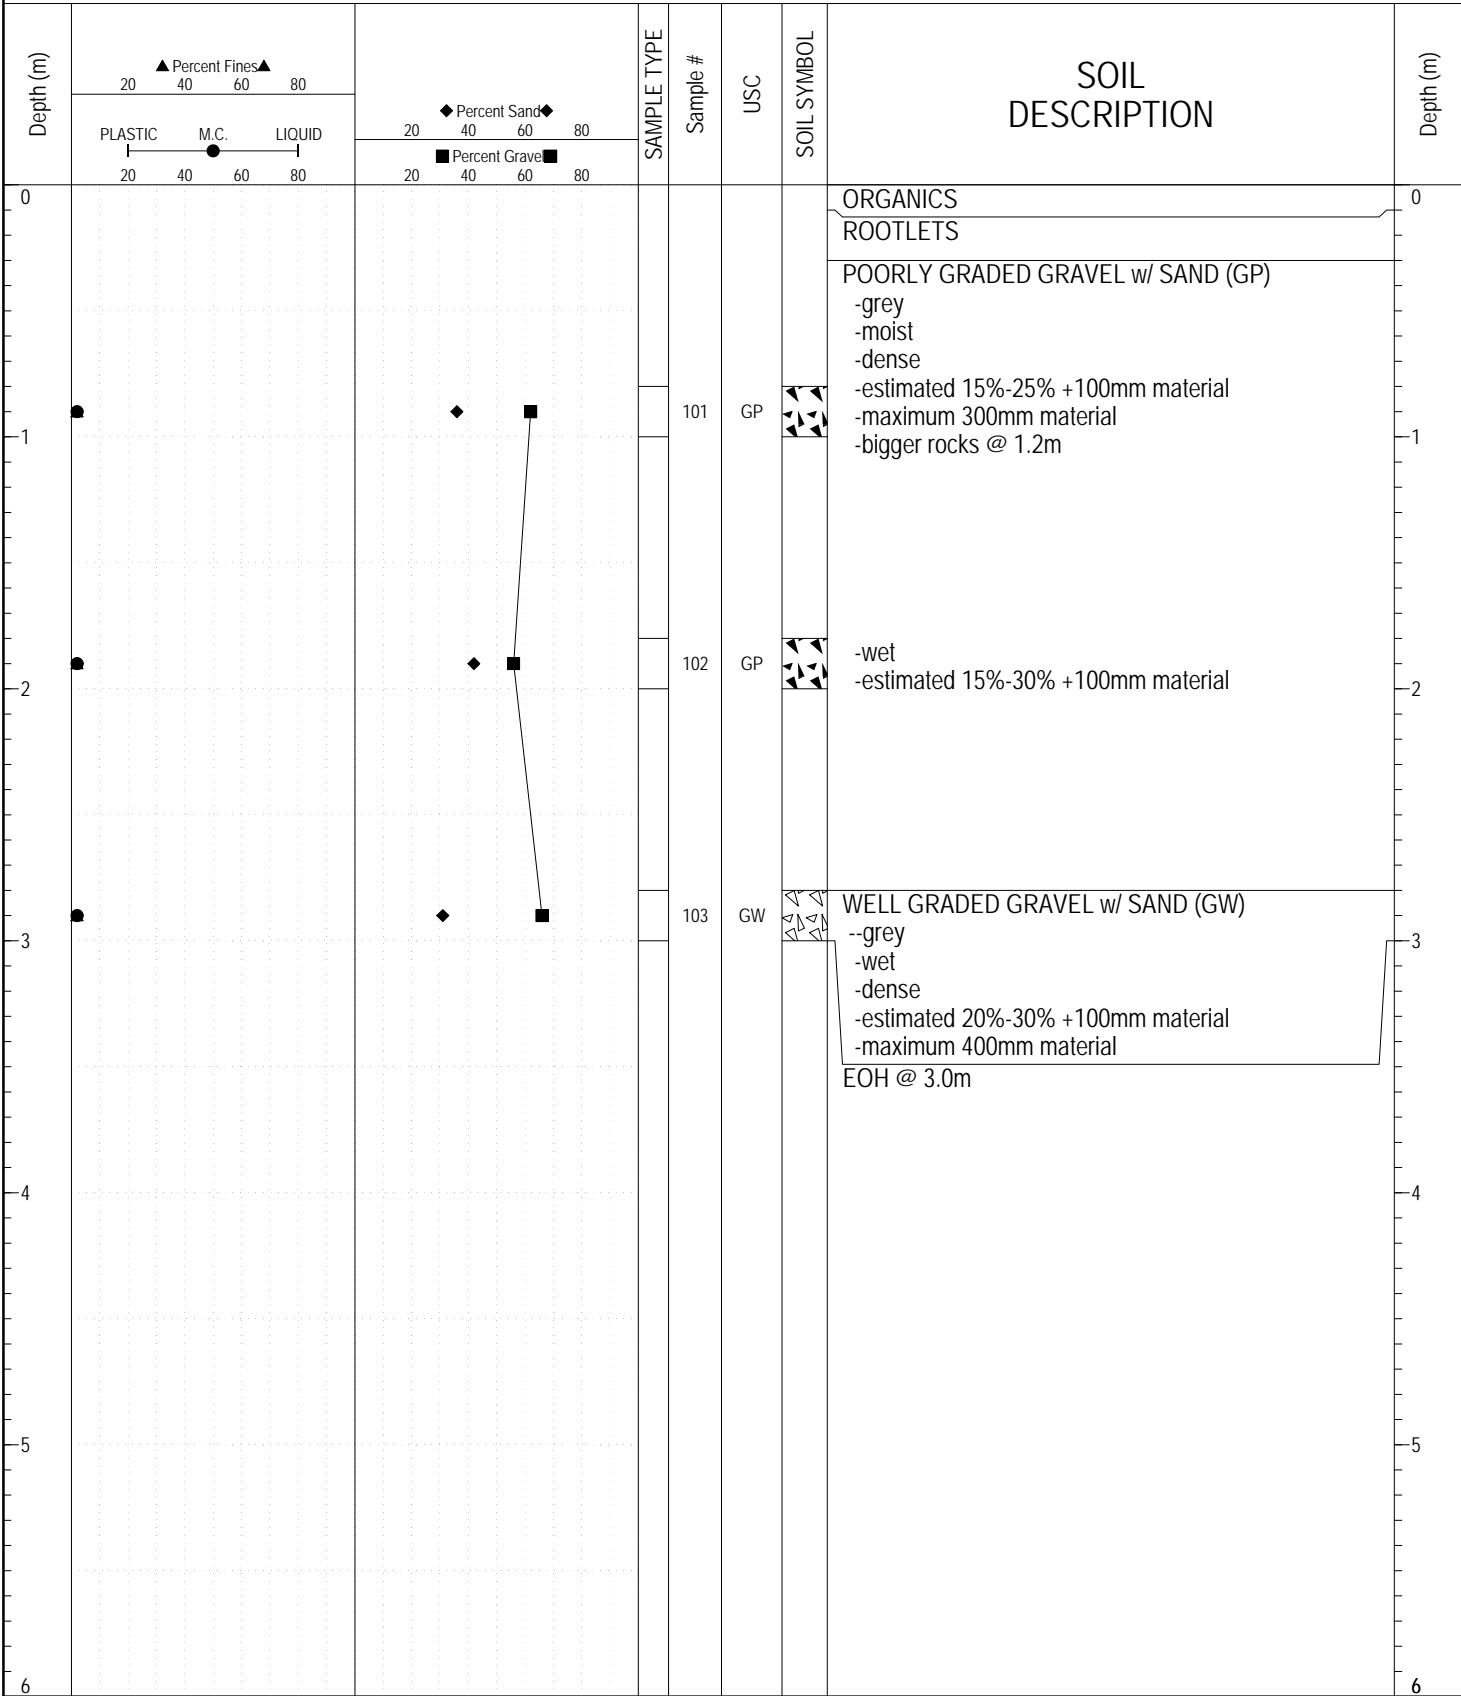 Depth (m)
▲ Percent Fines ▲
20 40 60 80
PLASTIC M.C. LIQUID
20 40 60 80
◆ Percent Sand ◆
20 40 60 80
■ Percent Gravel ■
20 40 60 80
SAMPLE TYPE
Sample #
USC
SOIL SYMBOL
SOIL
DESCRIPTION
Depth (m)
0
ORGANICS
0
ROOTLETS
POORLY GRADED GRAVEL w/ SAND (GP)
-grey
-moist
-dense
-estimated 15%-25% +100mm material
101 GP
-maximum 300mm material
1
-bigger rocks @ 1.2m
1
-wet
102 GP
-estimated 15%-30% +100mm material
2
2
WELL GRADED GRAVEL w/ SAND (GW)
103 GW
--grey
3
3
-wet
-dense
-estimated 20%-30% +100mm material
-maximum 400mm material
EOH @ 3.0m
4
4
5
5
6
6